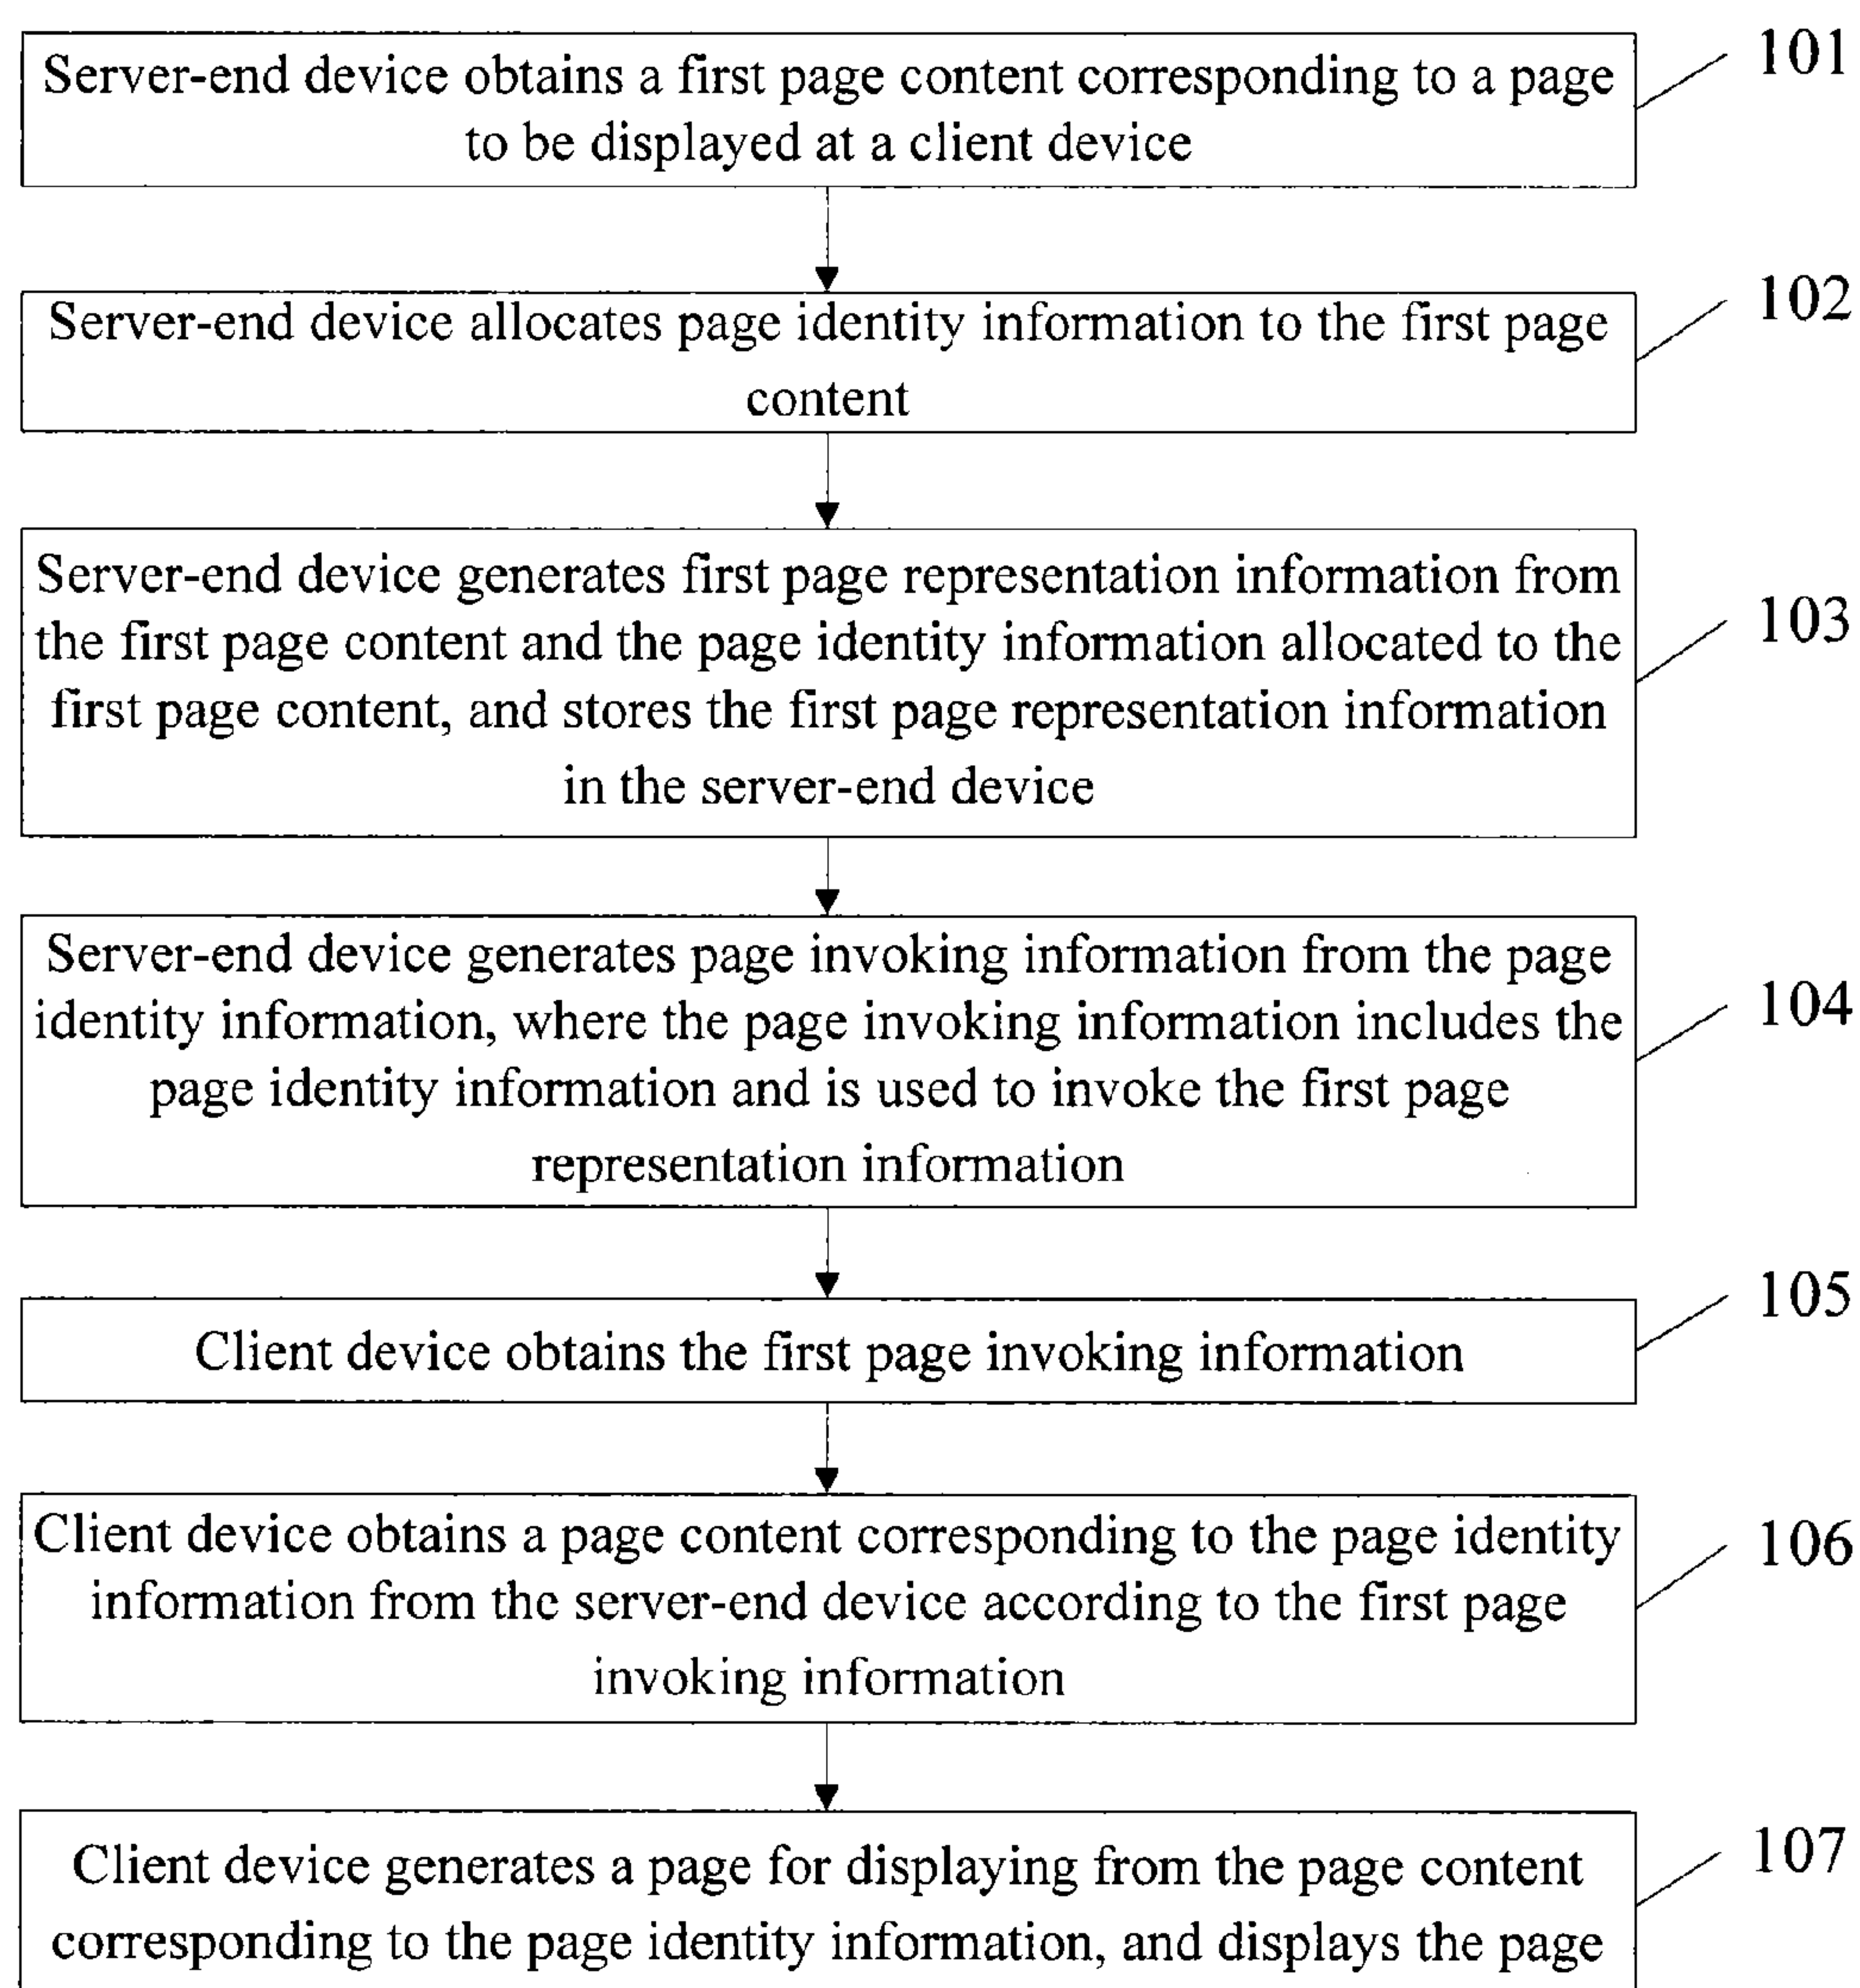 Server-end device obtains a first page content corresponding to a page
to be displayed at a client device
101
Server-end device allocates page identity information to the first page
content
102
Server-end device generates first page representation information from
the first page content and the page identity information allocated to the
first page content, and stores the first page representation information
in the server-end device
103
Server-end device generates page invoking information from the page
identity information, where the page invoking information includes the
page identity information and is used to invoke the first page
representation information
104
Client device obtains the first page invoking information
105
Client device obtains a page content corresponding to the page identity
information from the server-end device according to the first page
invoking information
106
Client device generates a page for displaying from the page content
corresponding to the page identity information, and displays the page
107